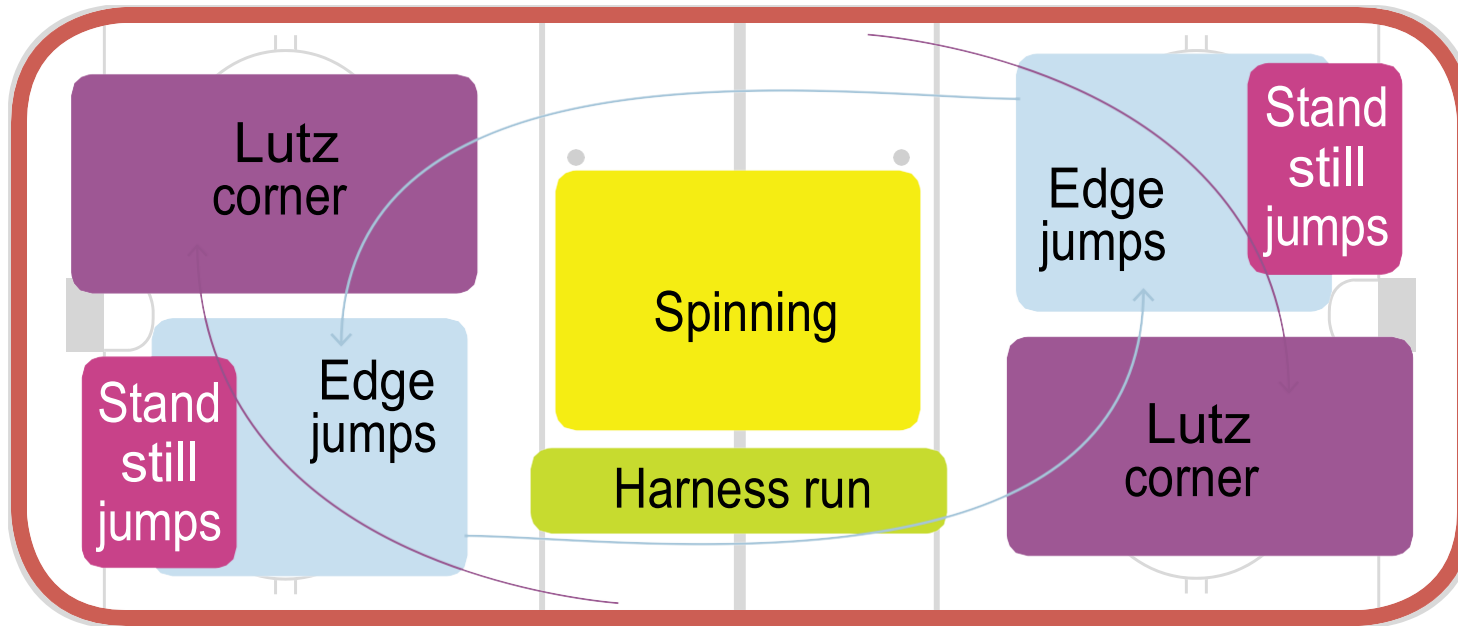 Lutz
corner
Stand
still
jumps
Edge
jumps
Spinning
Edge
jumps
Stand
still
jumps
Harness run
Lutz
corner